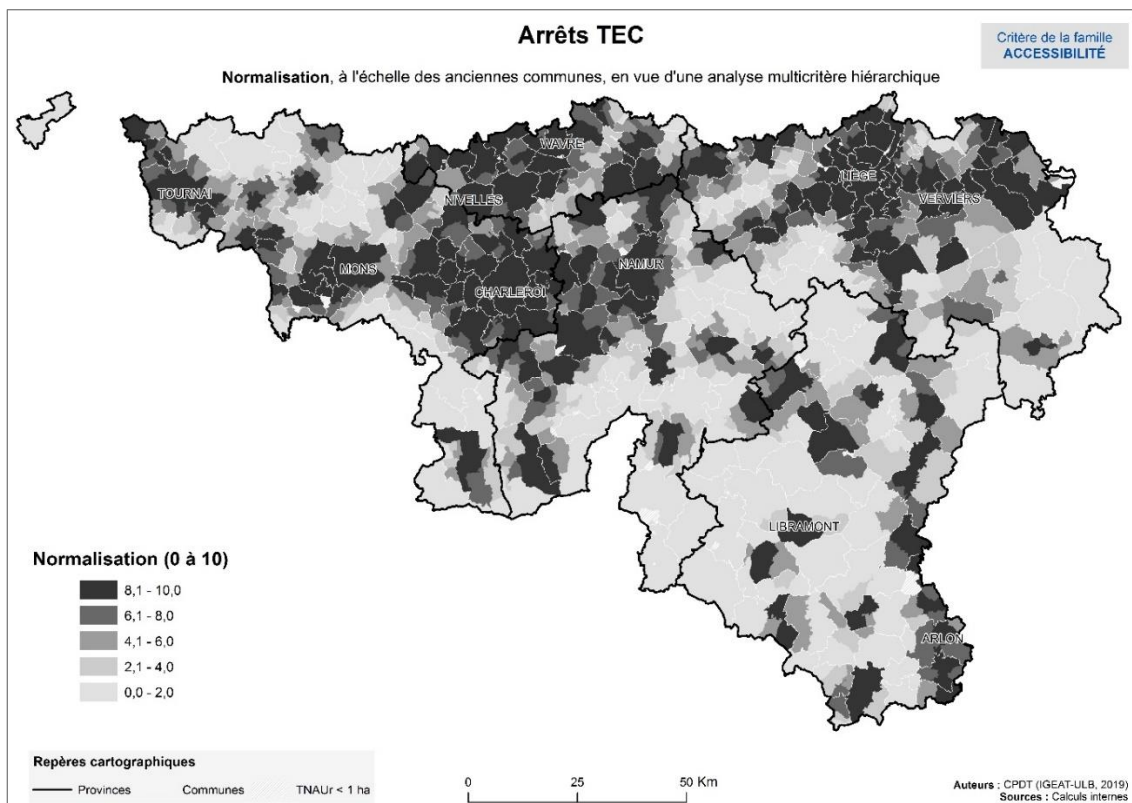 Arrêts TEC
Critère de la famille
ACCESSIBILITÉ
Normalisation, à l'échelle des anciennes communes, en vue d'une analyse multicritère hiérarchique
WAVRE
TOURNAI
NIVELLES
LIÈGE
VERVIERS
MONS
NAMUR
CHARLEROI
LIBRAMONT
ARLON
Normalisation (0 à 10)
8,1 - 10,0
6,1 - 8,0
4,1 - 6,0
2,1 - 4,0
0,0 - 2,0
Repères cartographiques
Provinces Communes TNAUr < 1 ha
0 25 50 Km
Auteurs : CPDT (IGEAT-ULB, 2019)
Sources : Calculs internes